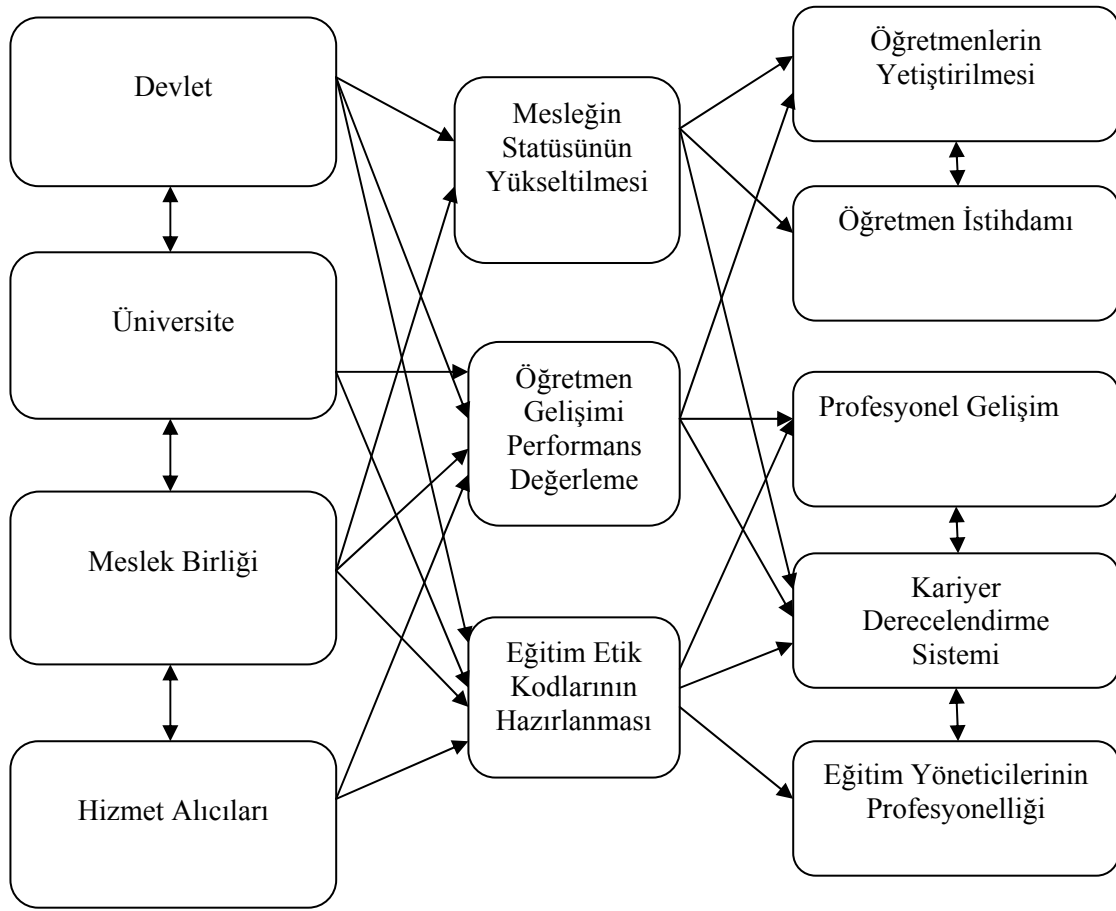 Devlet
Üniversite
Meslek Birliği
Hizmet Alıcıları
Mesleğin
Statüsünün
Yükseltilmesi
Öğretmen
Gelişimi
Performans
Değerleme
Eğitim Etik
Kodlarının
Hazırlanması
Öğretmenlerin
Yetiştirilmesi
Öğretmen İstihdamı
Profesyonel Gelişim
Kariyer
Derecelendirme
Sistemi
Eğitim Yöneticilerinin
Profesyonelliği